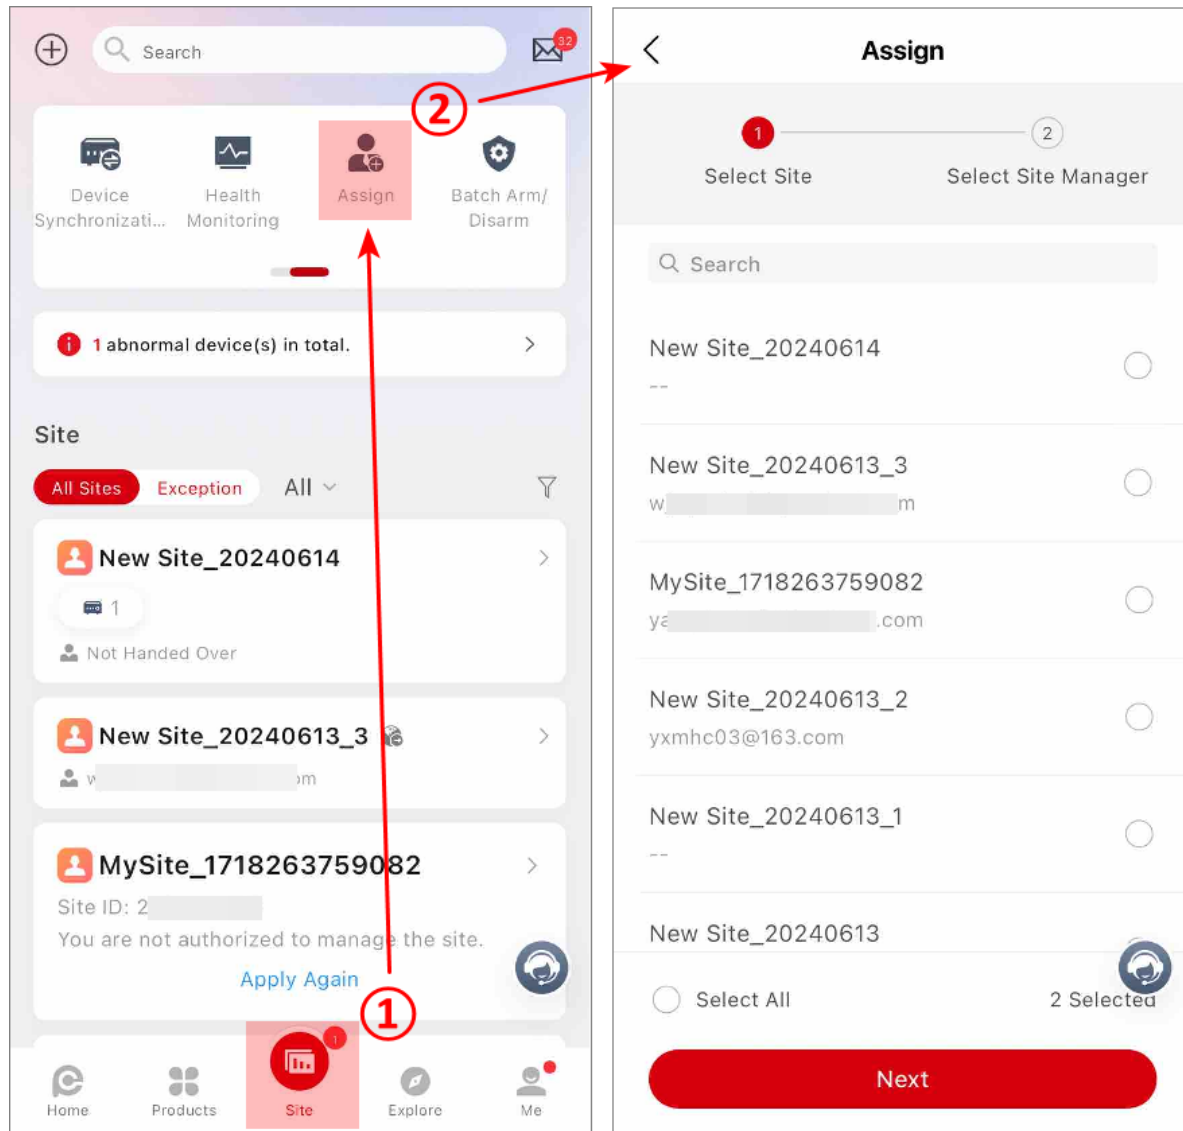 Search
32
②
Device
Synchronizati...
Health
Monitoring
Assign
Batch Arm/
Disarm
1 abnormal device(s) in total.
Site
All Sites
Exception
All
New Site_20240614
1
Not Handed Over
New Site_20240613_3
w
om
MySite_1718263759082
Site ID: 2
You are not authorized to manage the site.
Apply Again
①
1
Home
Products
Site
Explore
Me
Assign
1
2
Select Site
Select Site Manager
Search
New Site_20240614
--
New Site_20240613_3
w m
MySite_1718263759082
ya .com
New Site_20240613_2
yxmhc03@163.com
New Site_20240613_1
--
New Site_20240613
Select All
2 Selected
Next